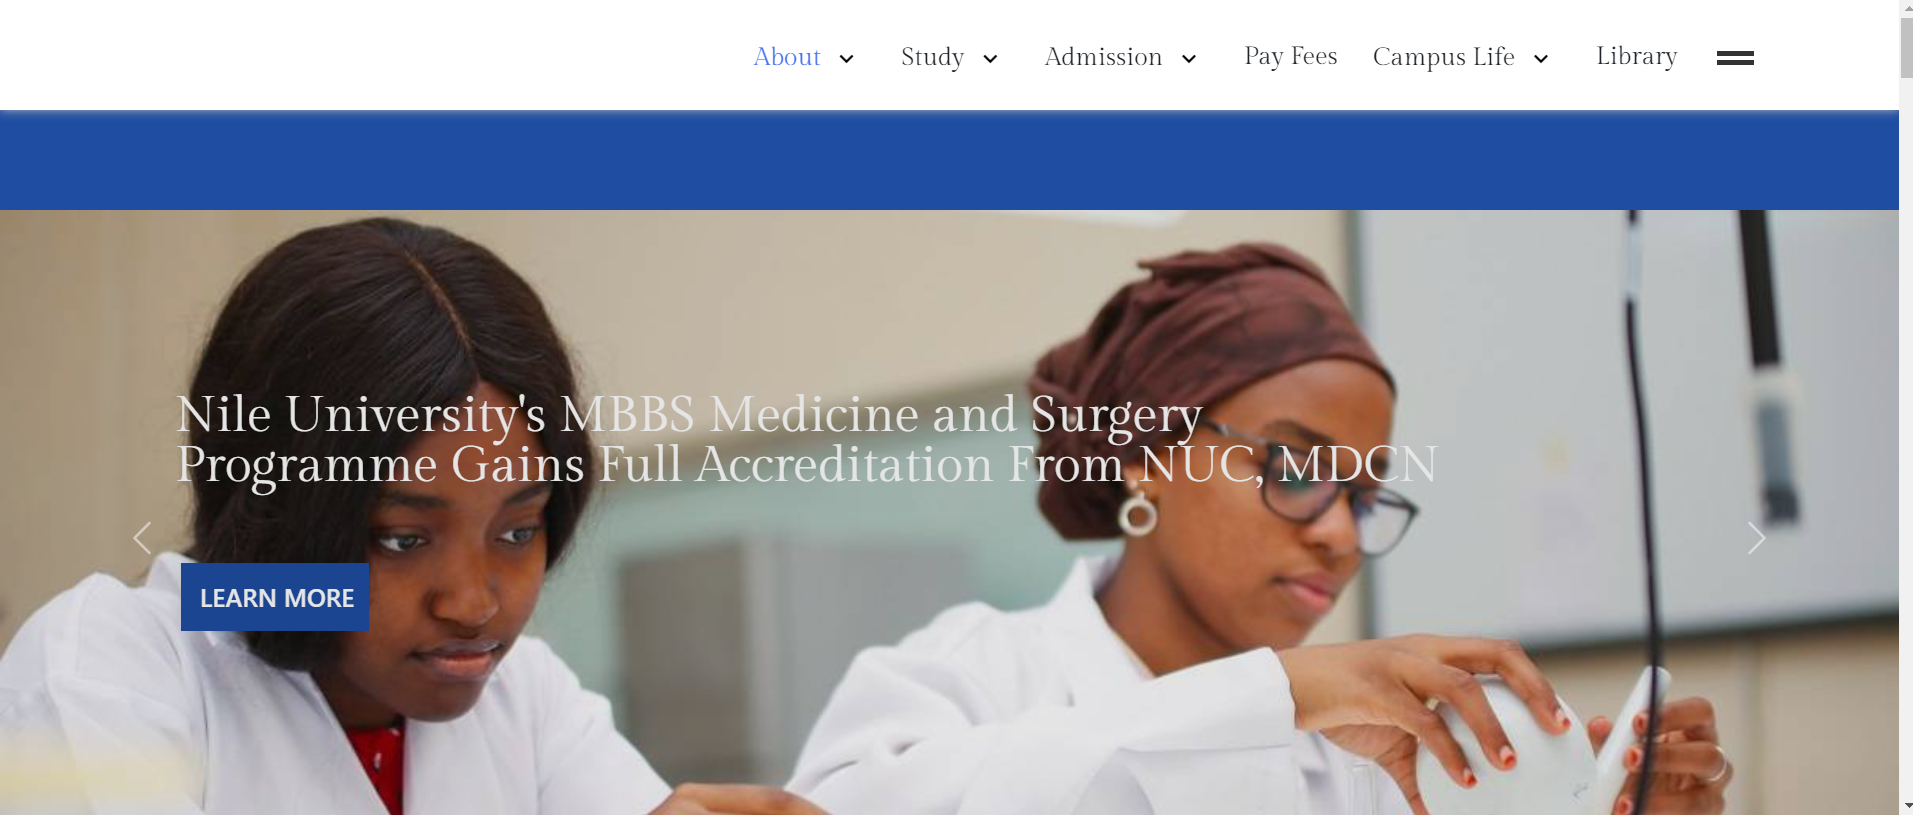 About Study Admission Pay Fees Campus Life Library
Nile University's MBBS Medicine and Surgery
Programme Gains Full Accreditation From NUC, MDCN
LEARN MORE